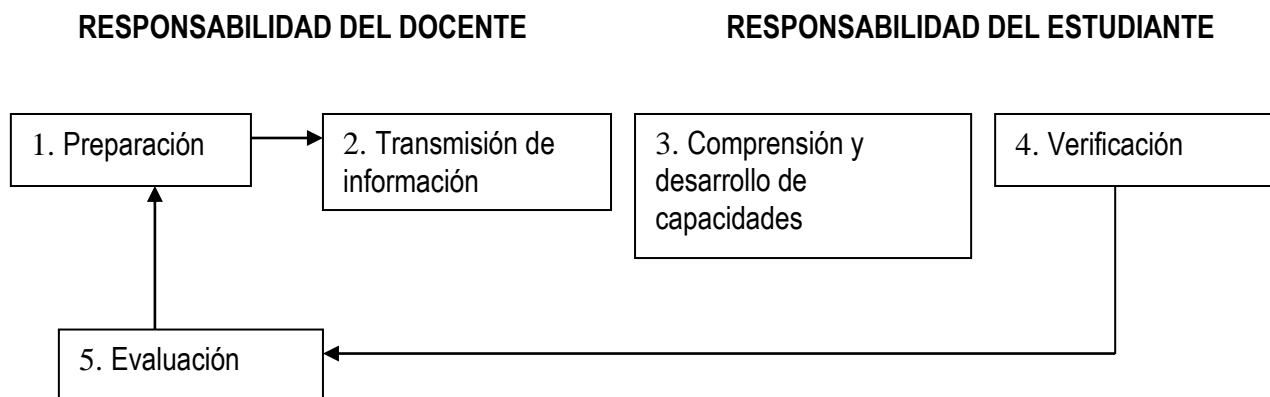 RESPONSABILIDAD DEL DOCENTE
RESPONSABILIDAD DEL ESTUDIANTE
1. Preparación
2. Transmisión de
información
3. Comprensión y
desarrollo de
capacidades
4. Verificación
5. Evaluación